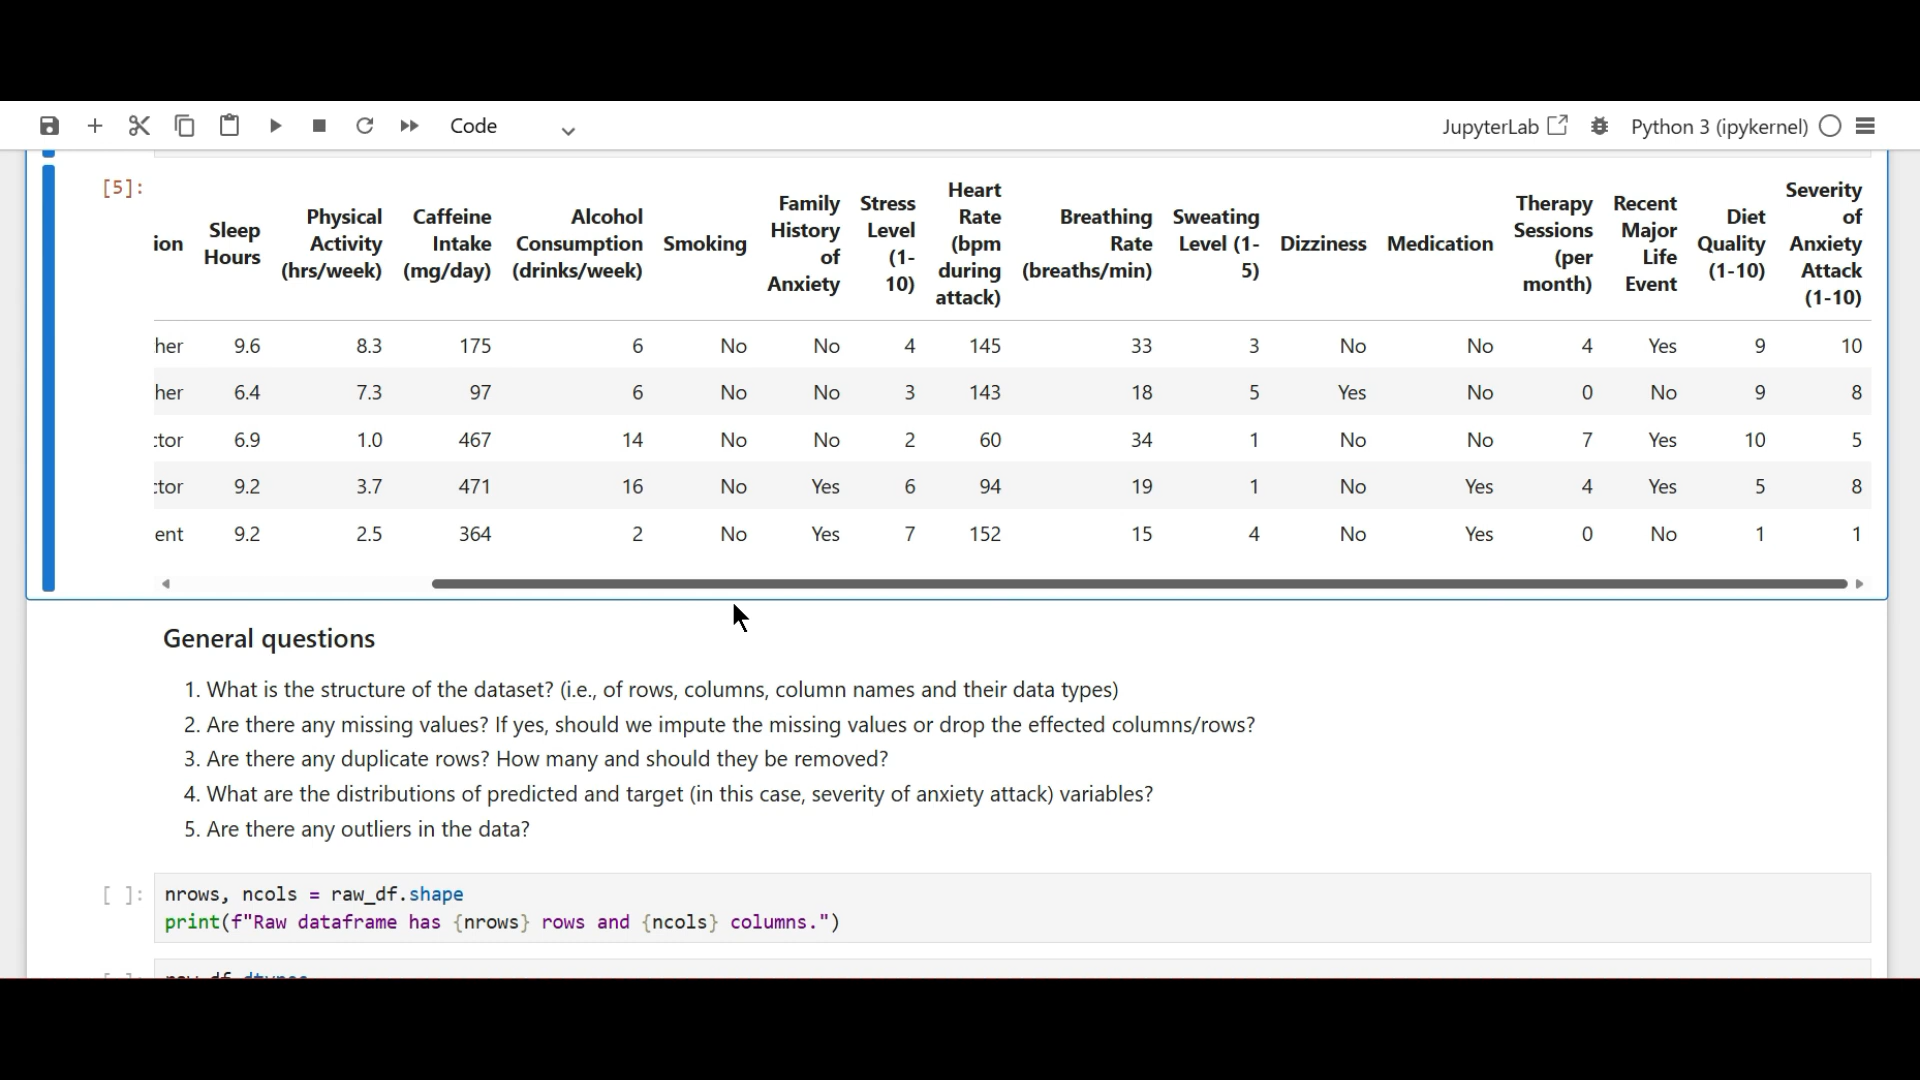 Code
JupyterLab
Python 3 (ipykernel)
[5]:
ion Sleep Hours Physical Activity (hrs/week) Caffeine Intake (mg/day) Alcohol Consumption (drinks/week) Smoking Family History of Anxiety Stress Level (1-10) Heart Rate (bpm during attack) Breathing Rate (breaths/min) Sweating Level (1-5) Dizziness Medication Therapy Sessions (per month) Recent Major Life Event Diet Quality (1-10) Severity of Anxiety Attack (1-10)
her 9.6 8.3 175 6 No No 4 145 33 3 No No 4 Yes 9 10
her 6.4 7.3 97 6 No No 3 143 18 5 Yes No 0 No 9 8
ctor 6.9 1.0 467 14 No No 2 60 34 1 No No 7 Yes 10 5
ctor 9.2 3.7 471 16 No Yes 6 94 19 1 No Yes 4 Yes 5 8
ent 9.2 2.5 364 2 No Yes 7 152 15 4 No Yes 0 No 1 1
General questions
1. What is the structure of the dataset? (i.e., of rows, columns, column names and their data types)
2. Are there any missing values? If yes, should we impute the missing values or drop the effected columns/rows?
3. Are there any duplicate rows? How many and should they be removed?
4. What are the distributions of predicted and target (in this case, severity of anxiety attack) variables?
5. Are there any outliers in the data?
[ ]: nrows, ncols = raw_df.shape
print(f"Raw dataframe has {nrows} rows and {ncols} columns.")
[ ]: raw_df.dtypes